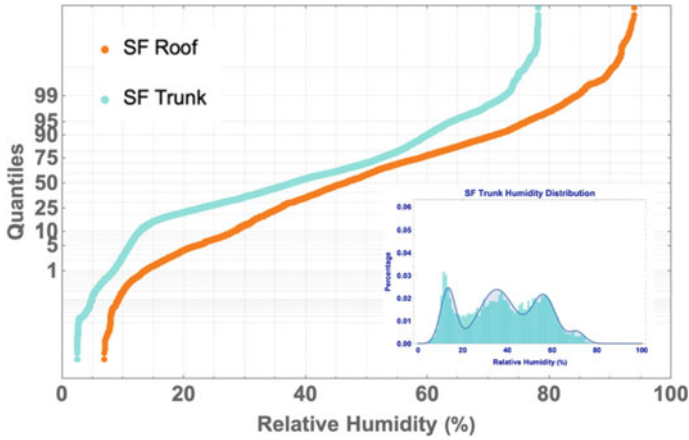 SF Roof
SF Trunk
Quantiles
99
95
90
75
50
25
10
5
1
0 20 40 60 80 100
Relative Humidity (%)
SF Trunk Humidity Distribution
Percentage
0.06
0.05
0.04
0.03
0.02
0.01
0.00
0 20 40 60 80 100
Relative Humidity (%)